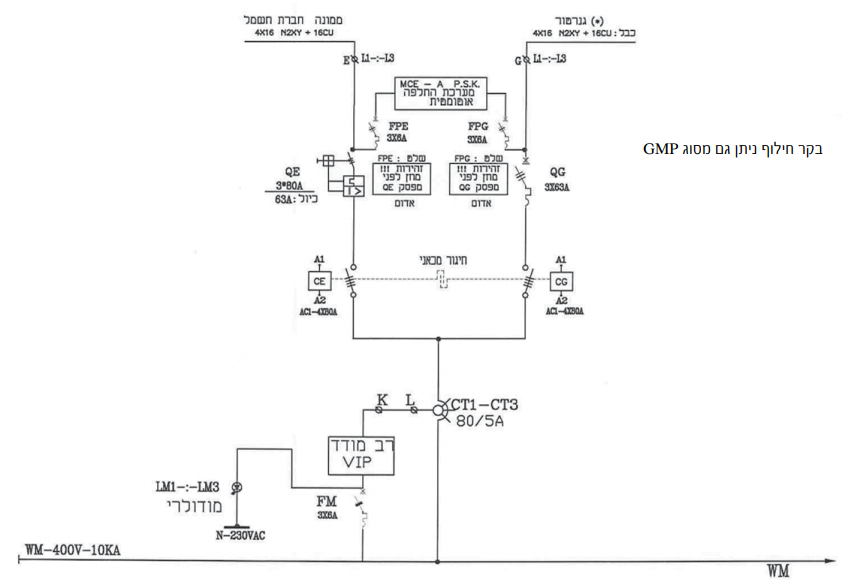 ממונה חברת חשמל
4X16 N2XY + 16CU
(*) גנרטור
כבל: 4X16 N2XY + 16CU
E L1-:-L3
G L1-:-L3
MCE - A P.S.K.
מערכת החלפה
אוטומטית
FPE
3X6A
FPG
3X6A
בקר חילוף ניתן גם מסוג GMP
QE
3*80A
כיול: 63A
שלט : FPE
זהירות !!!
מוזן לפני
מפסק QE
אדום
שלט : FPG
זהירות !!!
מוזן לפני
מפסק QG
אדום
QG
3X63A
חיגור מכאני
A1
CE
A2
AC1-4X80A
A1
CG
A2
AC1-4X80A
K L
CT1-CT3
80/5A
רב מודד
VIP
LM1-:-LM3
מודולרי
N-230VAC
FM
3X6A
WM-400V-10KA
WM